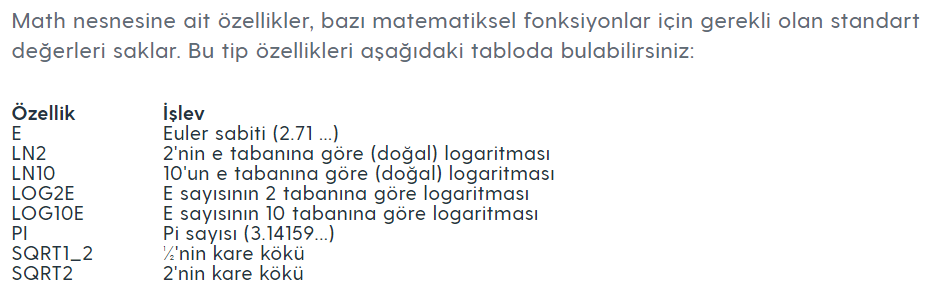 Math nesnesine ait özellikler, bazı matematiksel fonksiyonlar için gerekli olan standart
değerleri saklar. Bu tip özellikleri aşağıdaki tabloda bulabilirsiniz:
Özellik İşlev
E Euler sabiti (2.71 ...)
LN2 2'nin e tabanına göre (doğal) logaritması
LN10 10'un e tabanına göre (doğal) logaritması
LOG2E E sayısının 2 tabanına göre logaritması
LOG10E E sayısının 10 tabanına göre logaritması
PI Pi sayısı (3.14159...)
SQRT1_2 ½'nin kare kökü
SQRT2 2'nin kare kökü